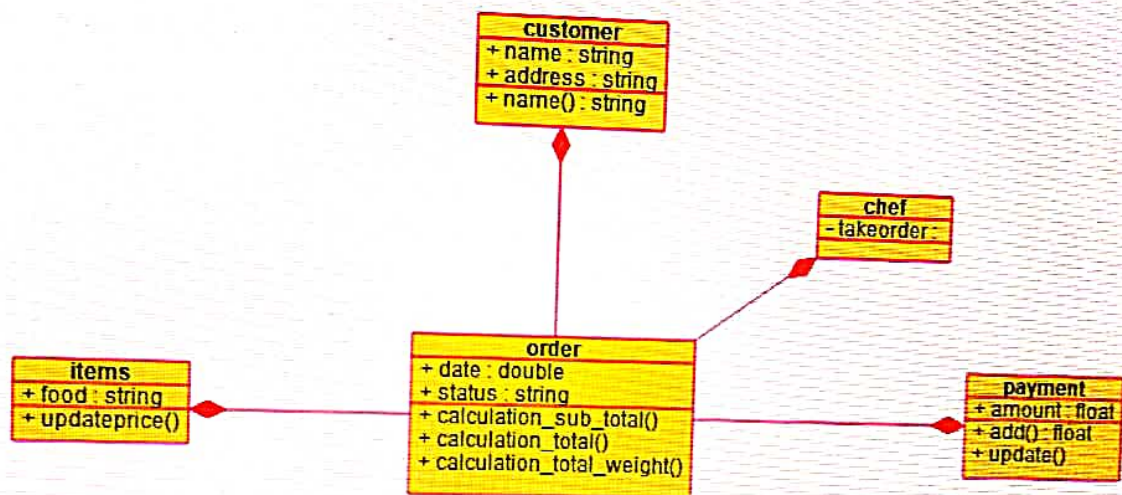 customer
+ name : string
+ address : string
+ name() : string
chef
- takeorder :
order
+ date : double
+ status : string
+ calculation_sub_total()
+ calculation_total()
+ calculation_total_weight()
items
+ food : string
+ updateprice()
payment
+ amount : float
+ add() : float
+ update()